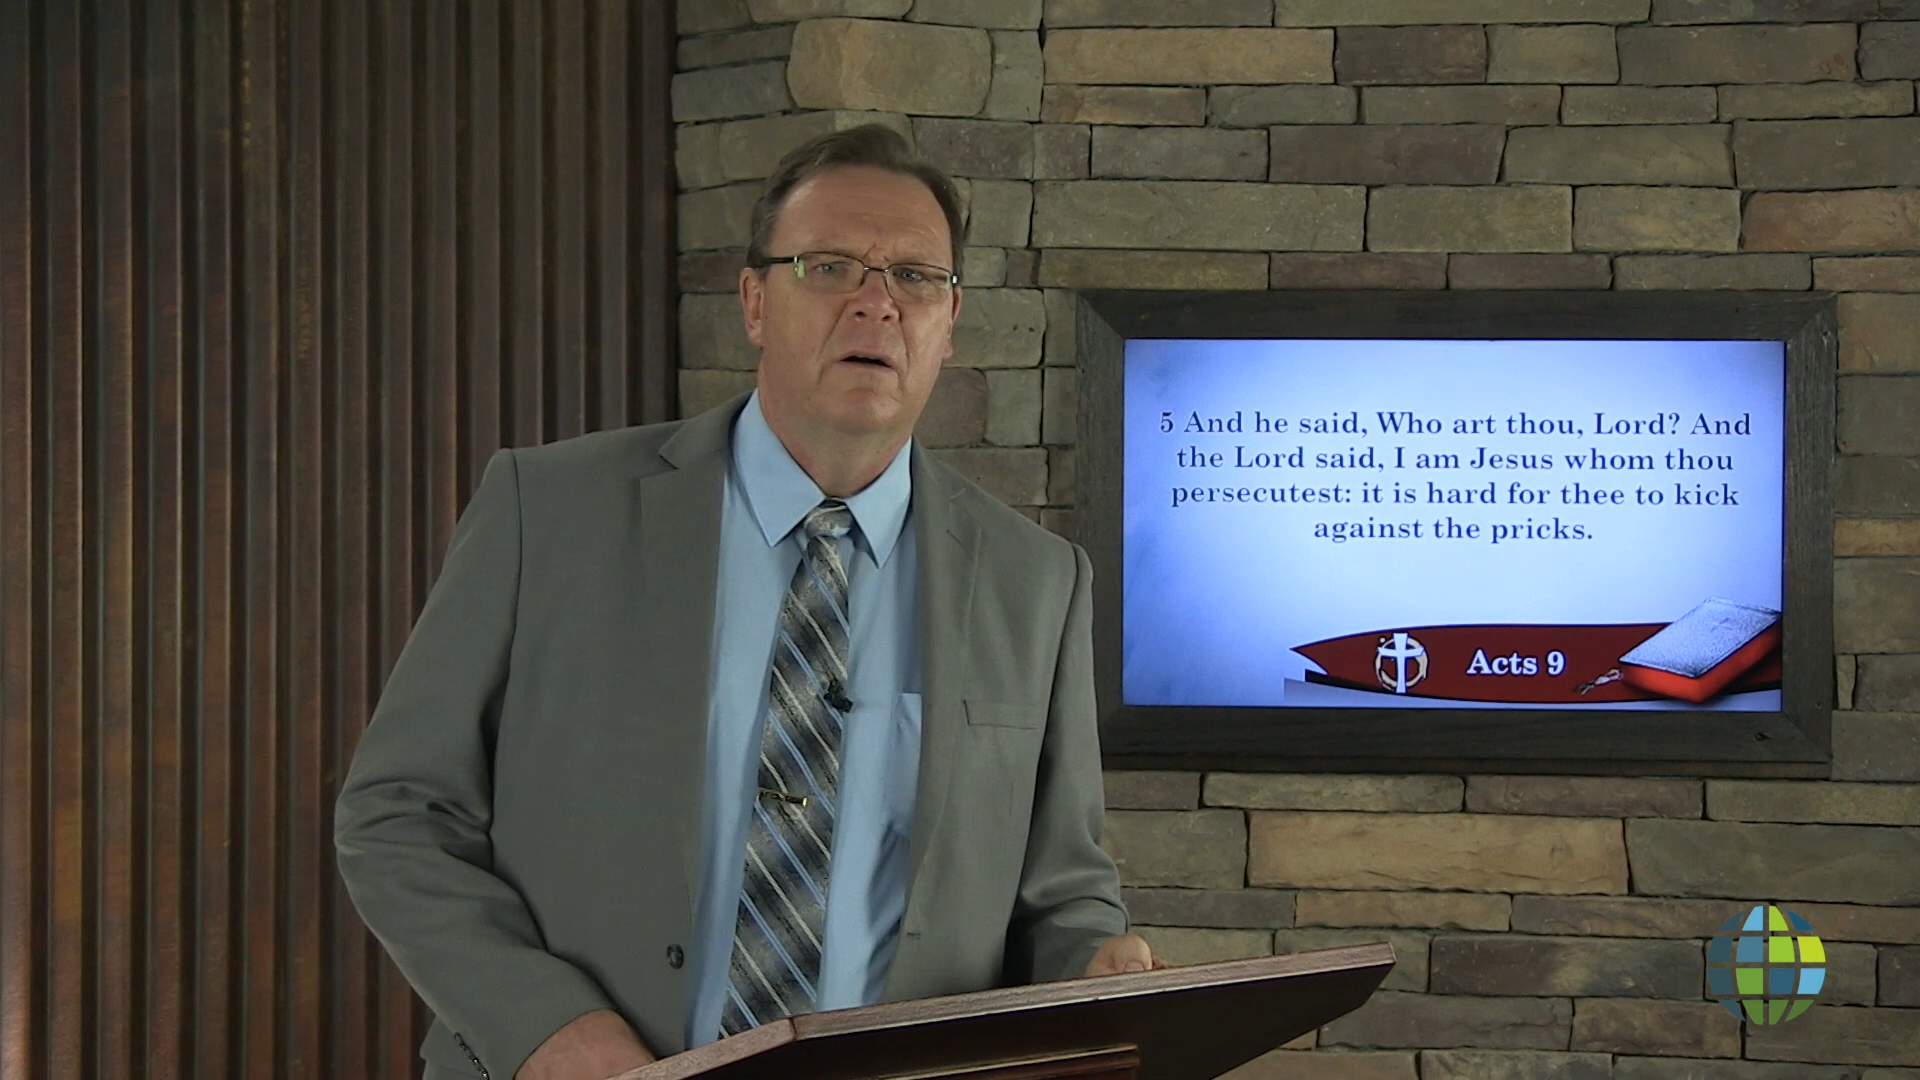 5 And he said, Who art thou, Lord? And
the Lord said, I am Jesus whom thou
persecutest: it is hard for thee to kick
against the pricks.
Acts 9